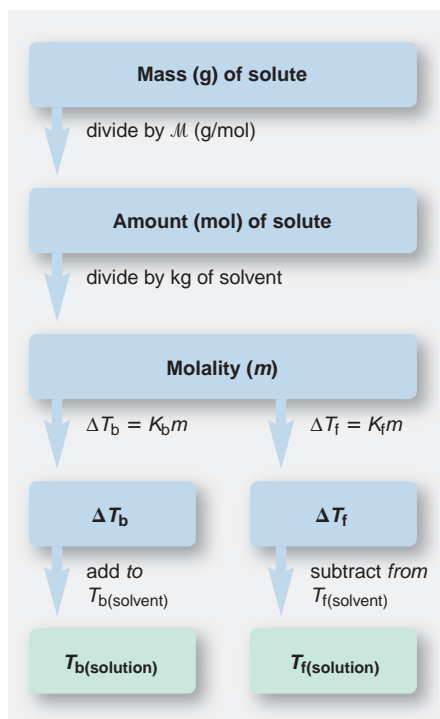 Mass (g) of solute
divide by ℳ (g/mol)
Amount (mol) of solute
divide by kg of solvent
Molality (m)
ΔTb = Kbm
ΔTf = Kfm
ΔTb
ΔTf
add to
Tb(solvent)
subtract from
Tf(solvent)
Tb(solution)
Tf(solution)